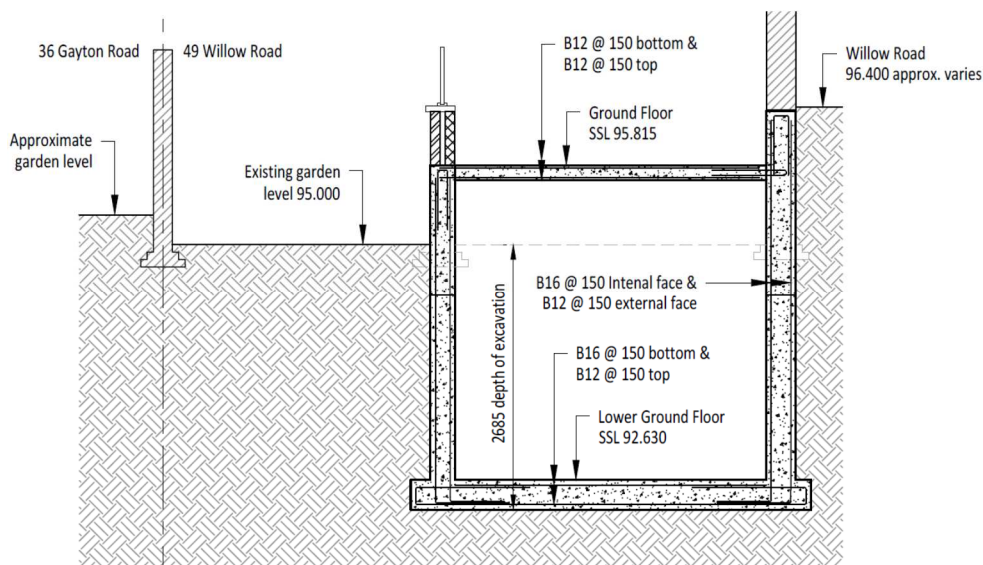 36 Gayton Road
49 Willow Road
B12 @ 150 bottom &
B12 @ 150 top
Willow Road
96.400 approx. varies
Ground Floor
SSL 95.815
Approximate
garden level
Existing garden
level 95.000
B16 @ 150 Intenal face &
B12 @ 150 external face
2685 depth of excavation
B16 @ 150 bottom &
B12 @ 150 top
Lower Ground Floor
SSL 92.630